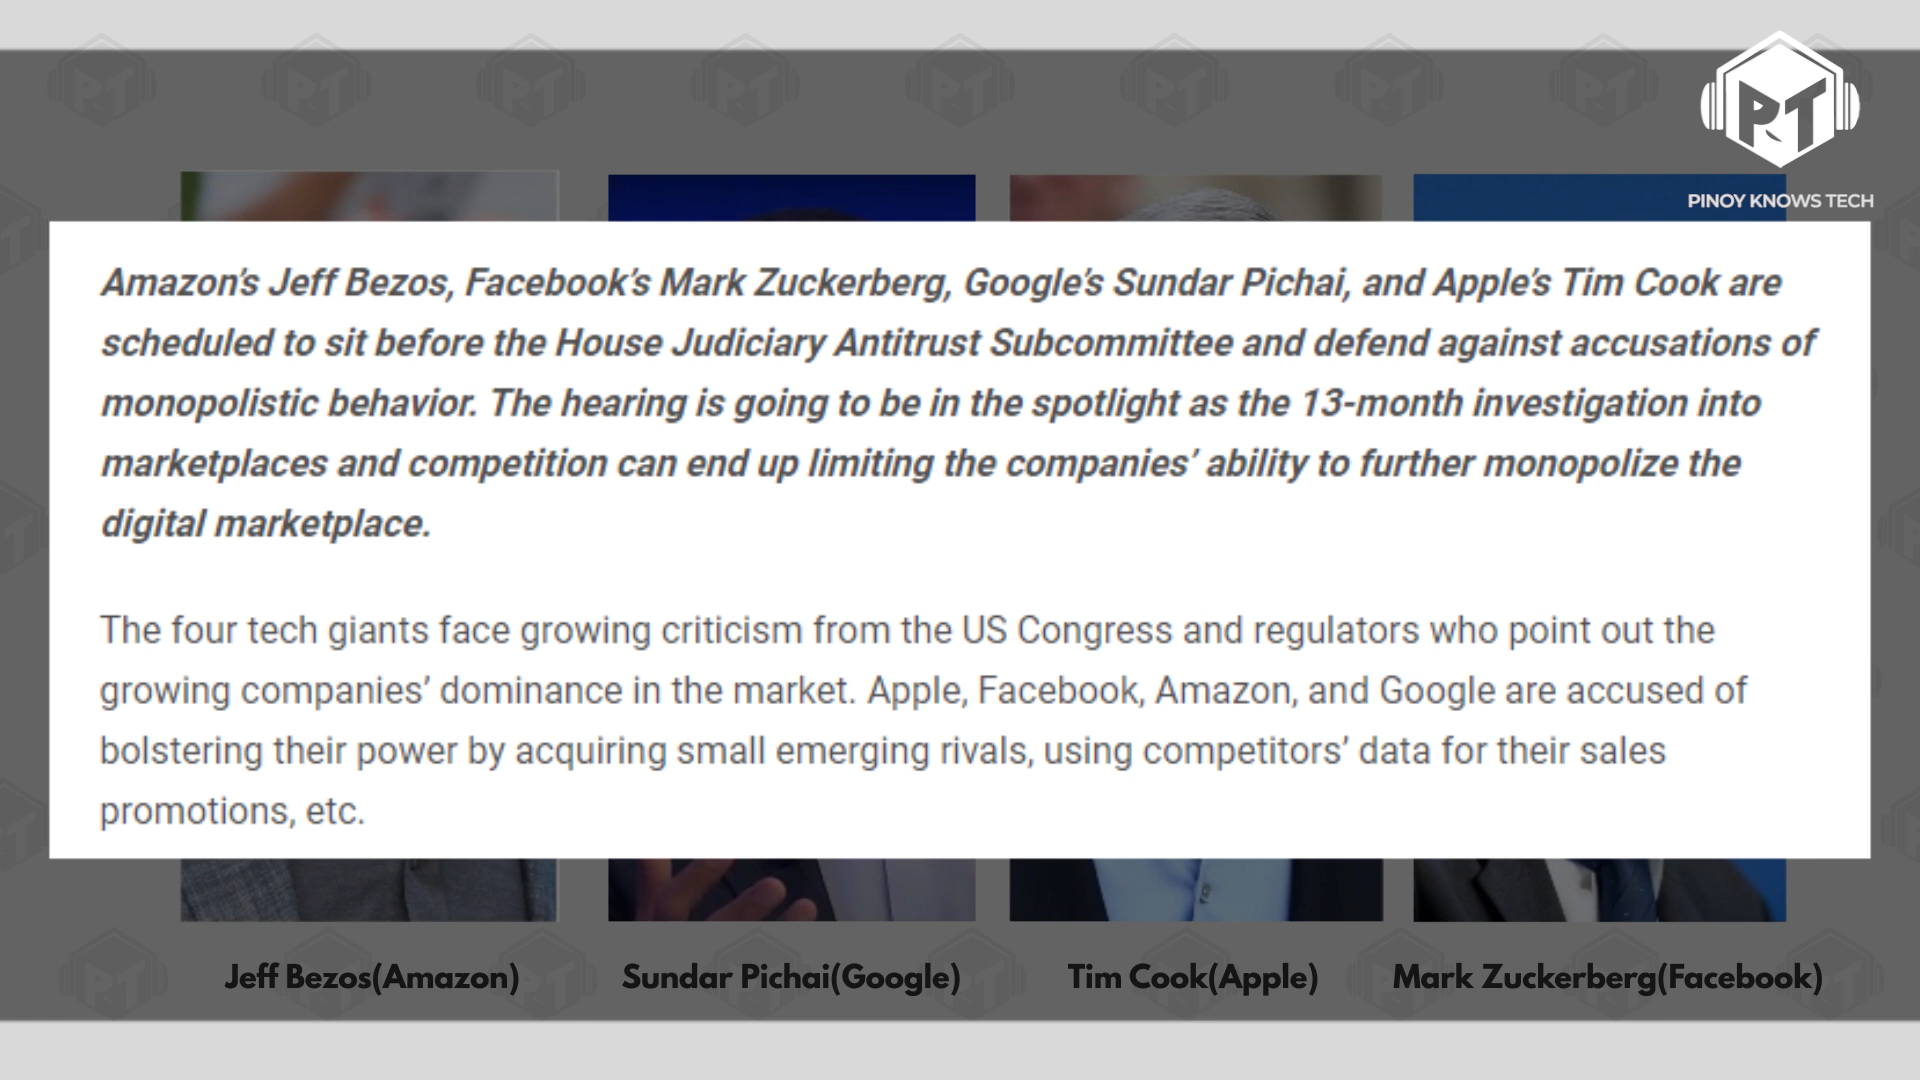 PT
PINOY KNOWS TECH
Amazon's Jeff Bezos, Facebook's Mark Zuckerberg, Google's Sundar Pichai, and Apple's Tim Cook are
scheduled to sit before the House Judiciary Antitrust Subcommittee and defend against accusations of
monopolistic behavior. The hearing is going to be in the spotlight as the 13-month investigation into
marketplaces and competition can end up limiting the companies’ ability to further monopolize the
digital marketplace.
The four tech giants face growing criticism from the US Congress and regulators who point out the
growing companies’ dominance in the market. Apple, Facebook, Amazon, and Google are accused of
bolstering their power by acquiring small emerging rivals, using competitors’ data for their sales
promotions, etc.
Jeff Bezos(Amazon) Sundar Pichai(Google) Tim Cook(Apple) Mark Zuckerberg(Facebook)